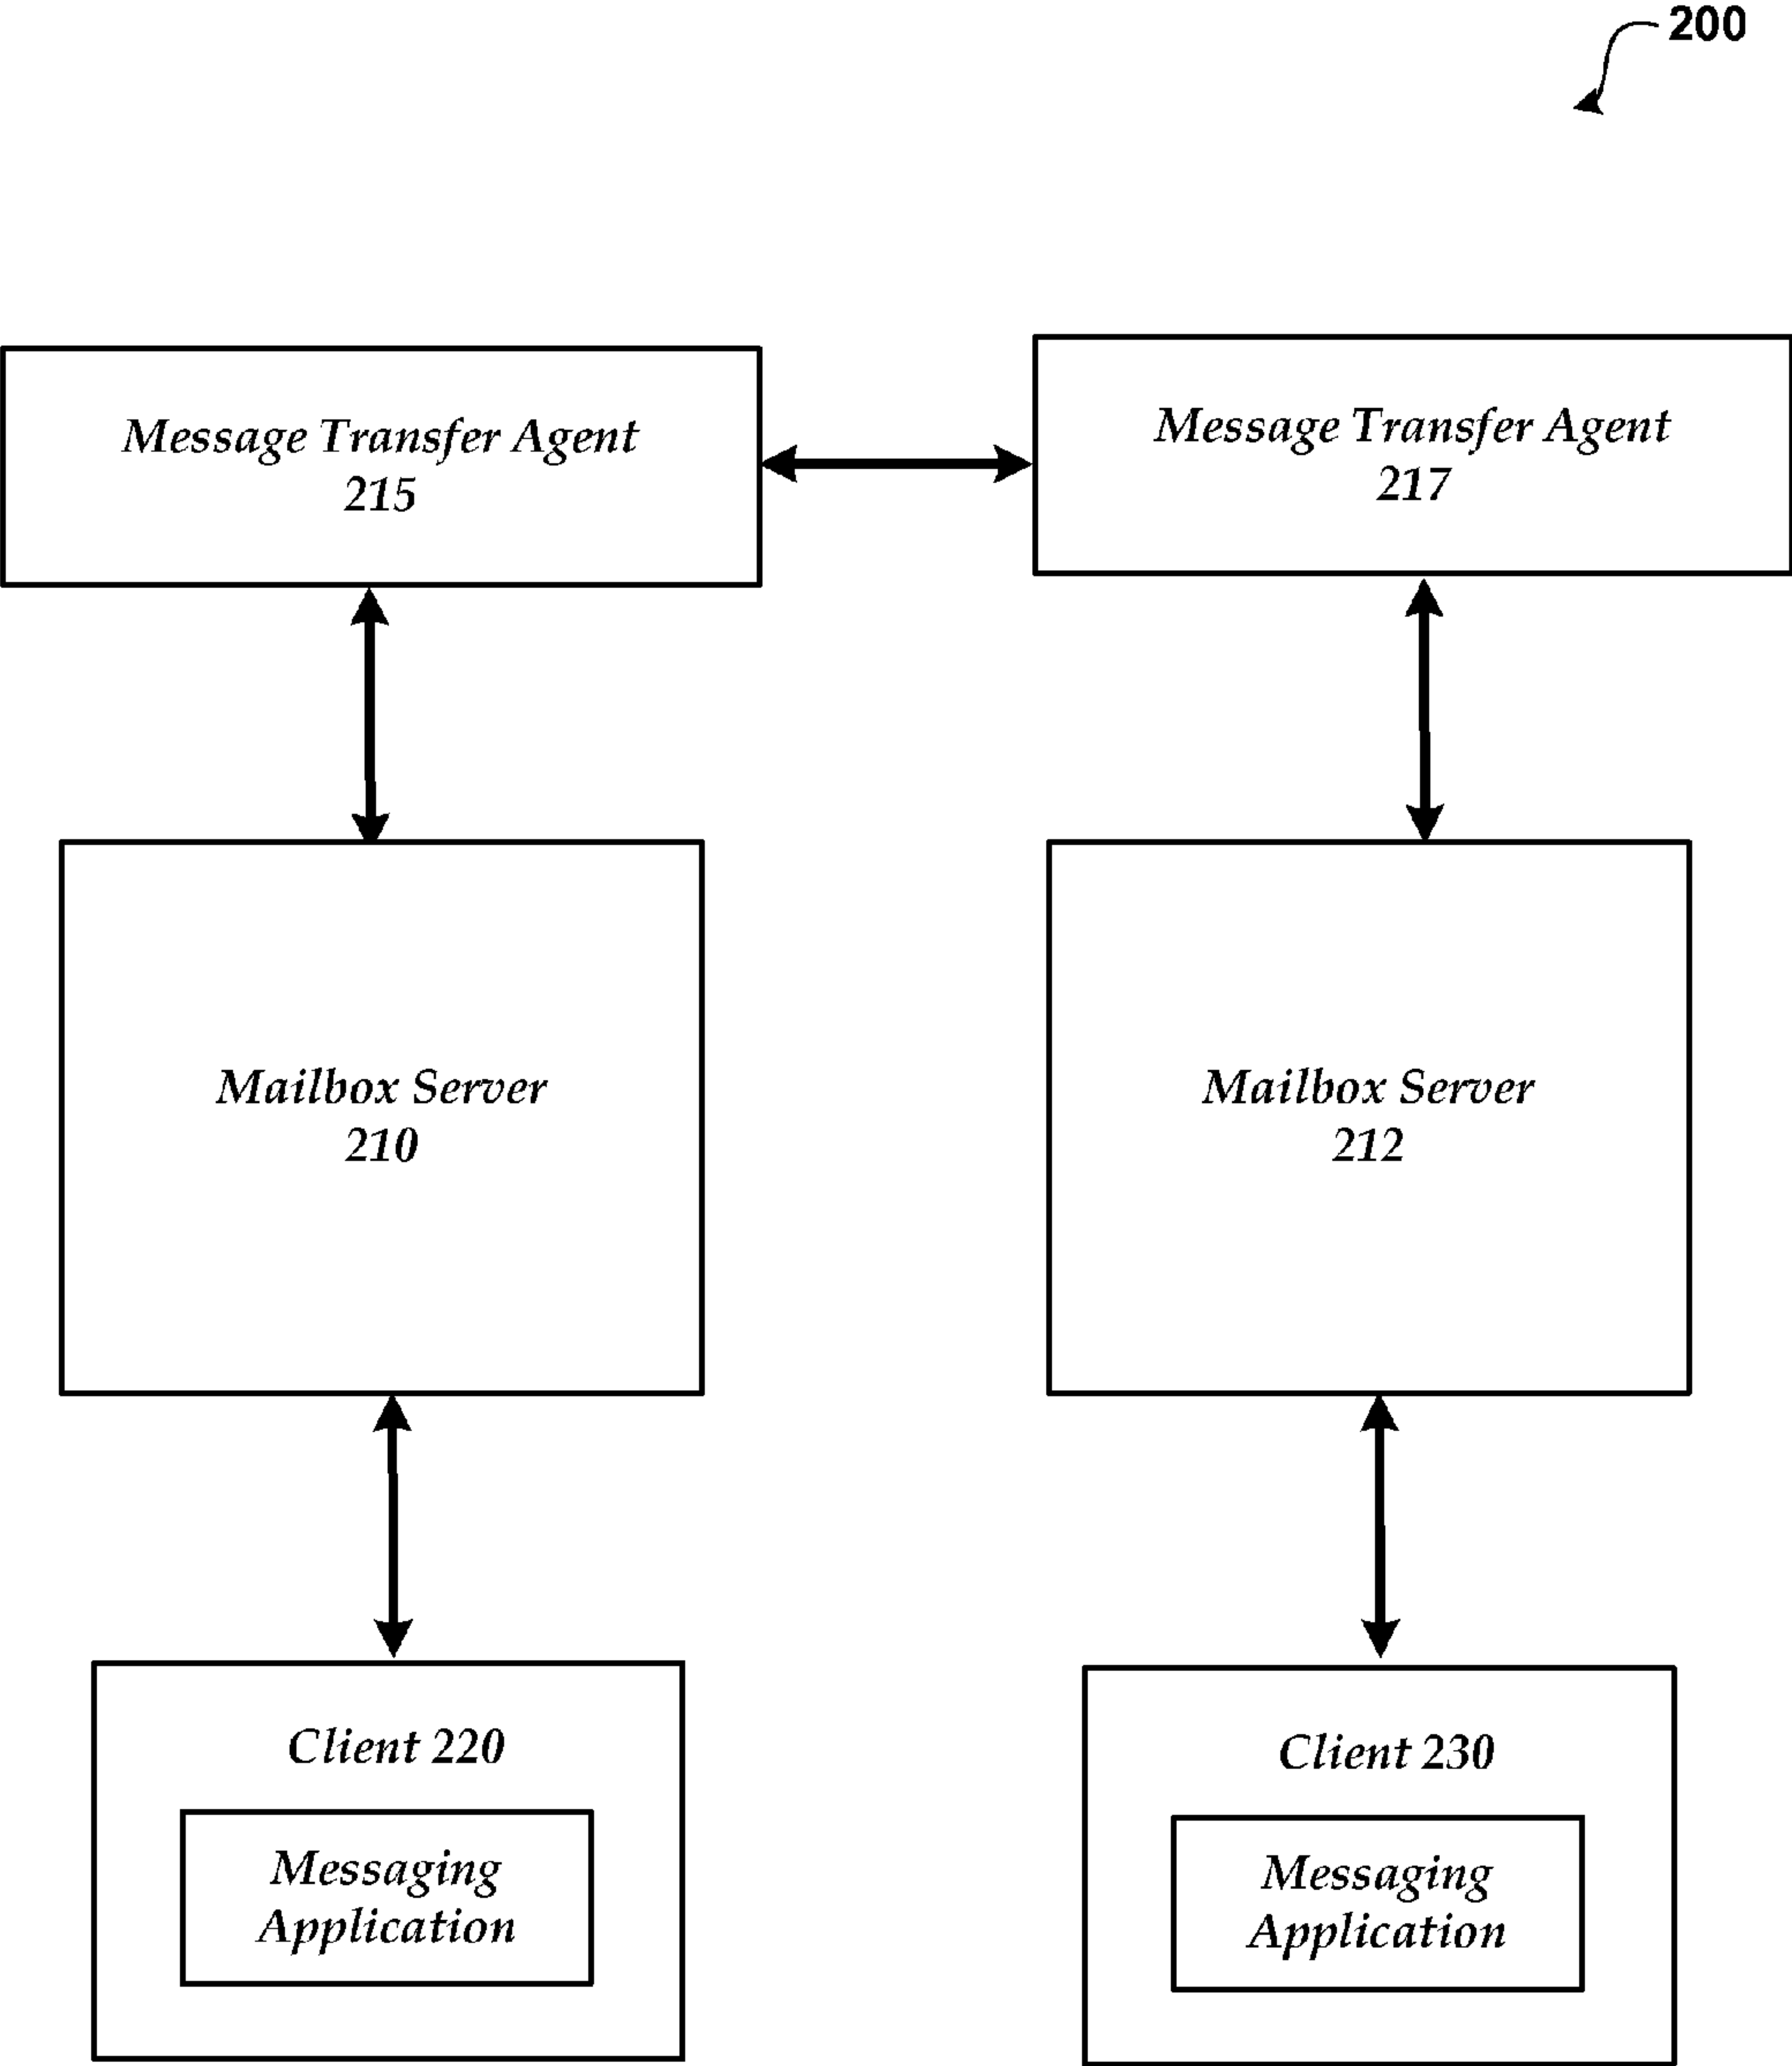 200
Message Transfer Agent
215
Message Transfer Agent
217
Mailbox Server
210
Mailbox Server
212
Client 220
Messaging
Application
Client 230
Messaging
Application